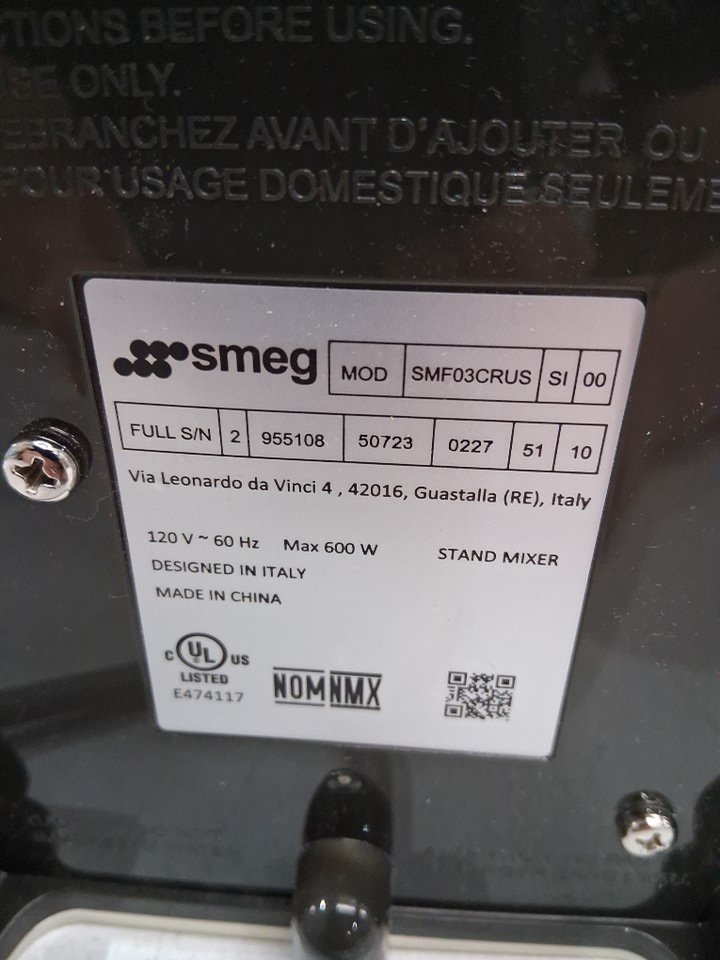 CTIONS BEFORE USING.
USE ONLY.
EBRANCHEZ AVANT D'AJOUTER OU
POUR USAGE DOMESTIQUE SEULEME
smeg MOD SMF03CRUS SI 00
FULL S/N 2 955108 50723 0227 51 10
Via Leonardo da Vinci 4 , 42016, Guastalla (RE), Italy
120 V ~ 60 Hz Max 600 W STAND MIXER
DESIGNED IN ITALY
MADE IN CHINA
C UL US
LISTED
E474117
NOM NMX